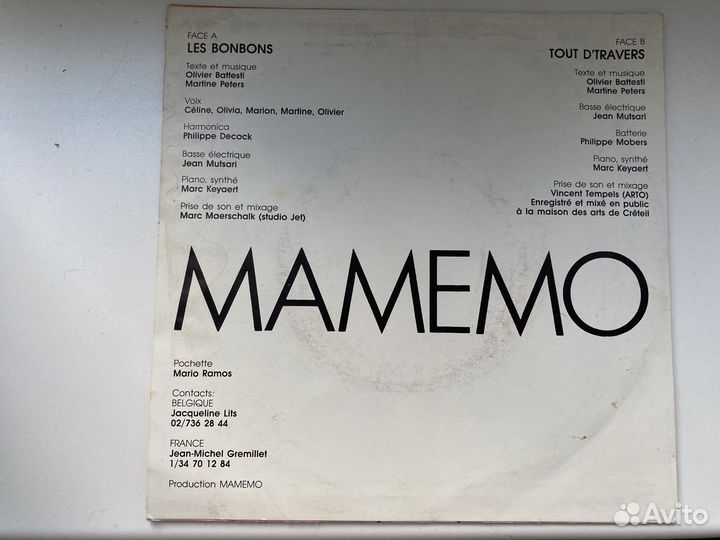 FACE A
LES BONBONS
Texte et musique
Olivier Battesti
Martine Peters
Voix
Céline, Olivia, Marion, Martine, Olivier
Harmonica
Philippe Decock
Basse électrique
Jean Mutsari
Piano, synthé
Marc Keyaert
Prise de son et mixage
Marc Maerschalk (studio Jet)
FACE B
TOUT D'TRAVERS
Texte et musique
Olivier Battesti
Martine Peters
Basse électrique
Jean Mutsari
Batterie
Philippe Mobers
Piano, synthé
Marc Keyaert
Prise de son et mixage
Vincent Tempels (ARTO)
Enregistré et mixé en public
à la maison des arts de Créteil
MAMEMO
Pochette
Mario Ramos
Contacts:
BELGIQUE
Jacqueline Lits
02/736 28 44
FRANCE
Jean-Michel Gremillet
1/34 70 12 84
Production MAMEMO
Avito